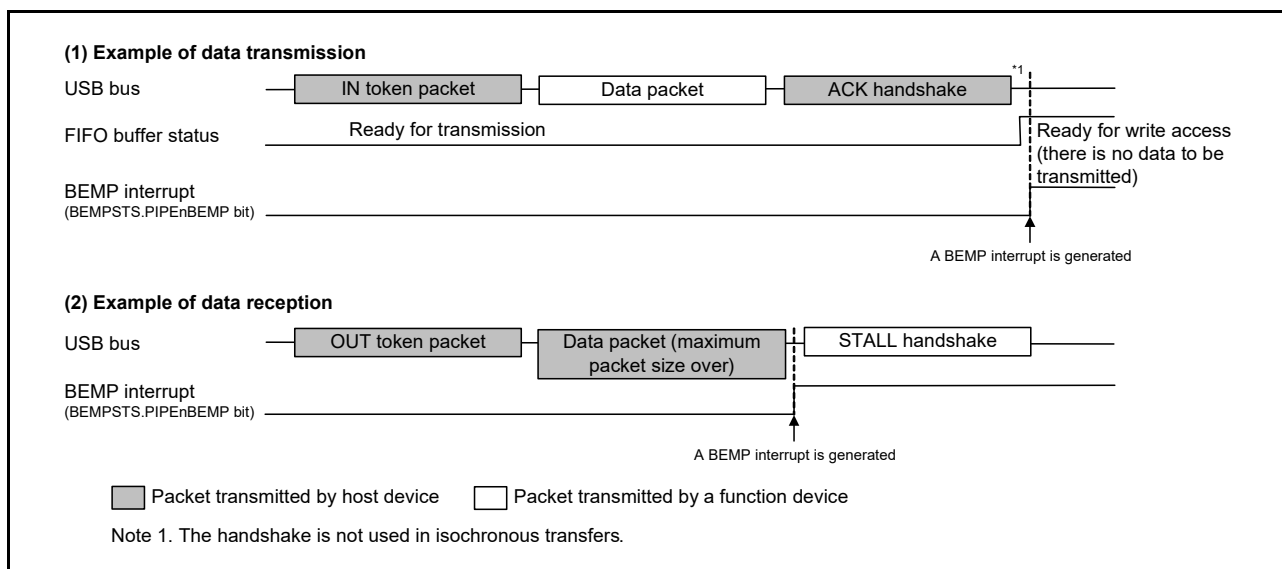 (1) Example of data transmission
*1
USB bus
IN token packet
Data packet
ACK handshake
FIFO buffer status
Ready for transmission
Ready for write access
(there is no data to be
transmitted)
BEMP interrupt
(BEMPSTS.PIPEnBEMP bit)
A BEMP interrupt is generated
(2) Example of data reception
USB bus
OUT token packet
Data packet (maximum
packet size over)
STALL handshake
BEMP interrupt
(BEMPSTS.PIPEnBEMP bit)
A BEMP interrupt is generated
Packet transmitted by host device
Packet transmitted by a function device
Note 1. The handshake is not used in isochronous transfers.